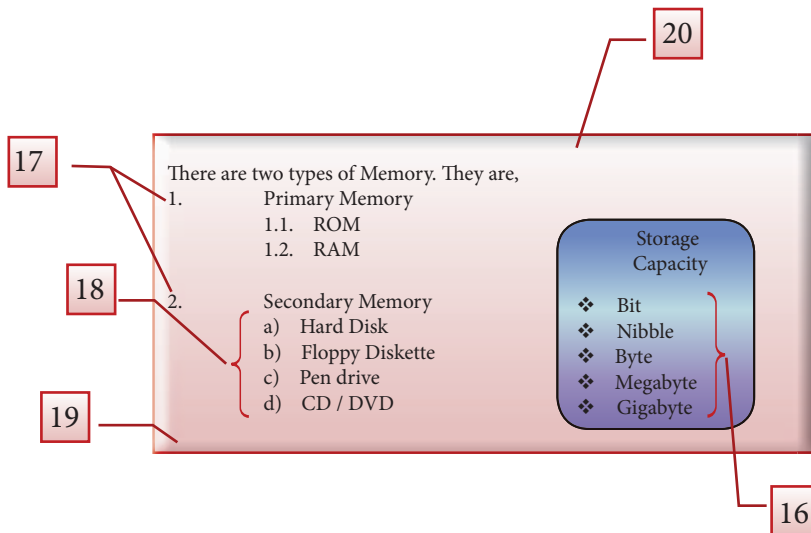 20
17
There are two types of Memory. They are,
1. Primary Memory
1.1. ROM
1.2. RAM
Storage
Capacity
18
2. Secondary Memory
a) Hard Disk
b) Floppy Diskette
c) Pen drive
d) CD / DVD
❖ Bit
❖ Nibble
❖ Byte
❖ Megabyte
❖ Gigabyte
19
16